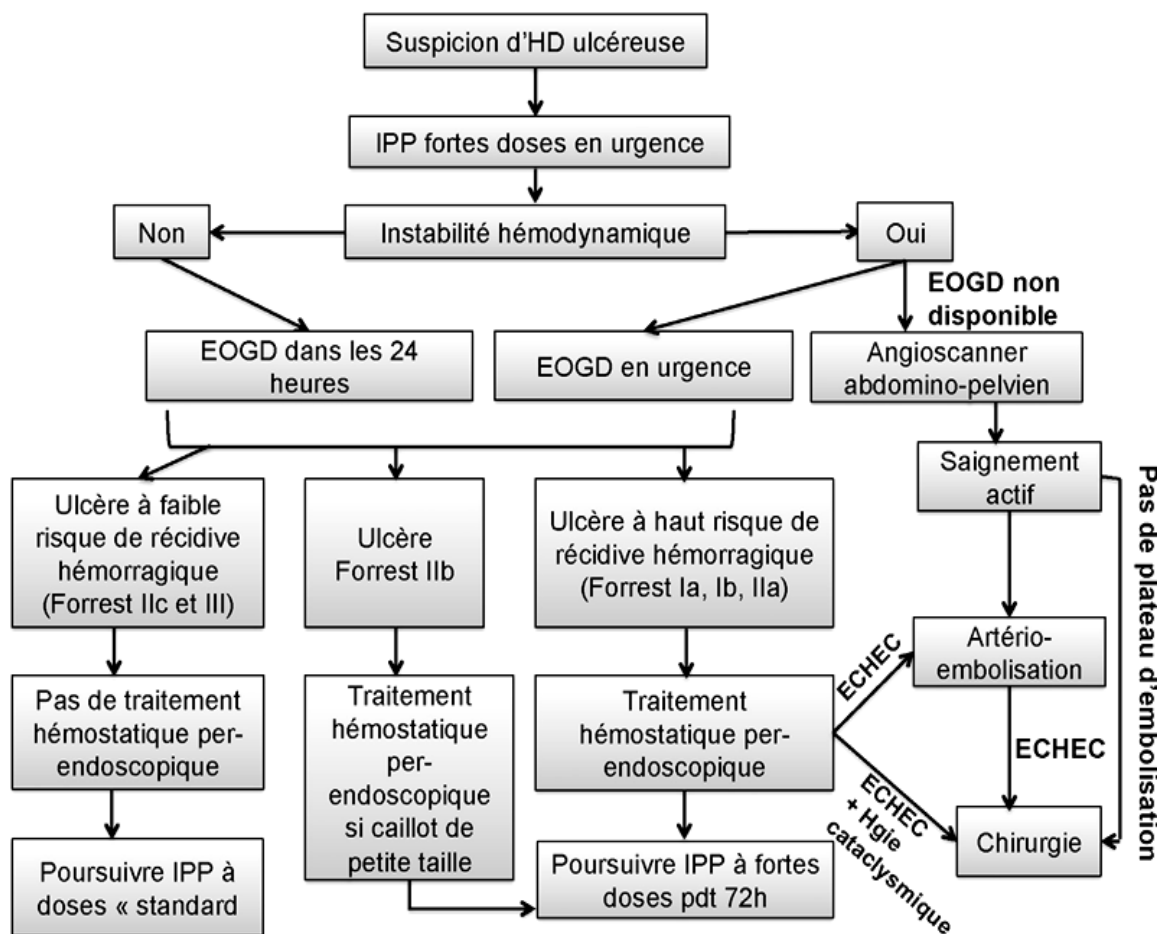 Suspicion d'HD ulcéreuse
IPP fortes doses en urgence
Non
Instabilité hémodynamique
Oui
EOGD non
disponible
EOGD dans les 24
heures
EOGD en urgence
Angioscanner
abdomino-pelvien
Saignement
actif
Pas de plateau d'embolisation
Ulcère à faible
risque de récidive
hémorragique
(Forrest IIc et III)
Ulcère
Forrest IIb
Ulcère à haut risque de
récidive hémorragique
(Forrest Ia, Ib, IIa)
Artério-
embolisation
ECHEC
Pas de traitement
hémostatique per-
endoscopique
Traitement
hémostatique
per-
endoscopique
si caillot de
petite taille
Traitement
hémostatique per-
endoscopique
ECHEC
ECHEC
+ Hgie
cataclysmique
Chirurgie
Poursuivre IPP à
doses « standard
Poursuivre IPP à fortes
doses pdt 72h